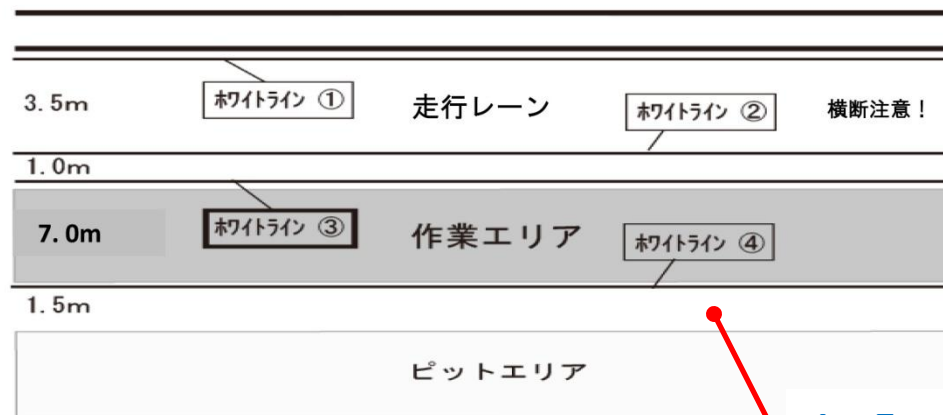 3.5m
ホワイトライン ①
走行レーン
ホワイトライン ②
横断注意!
1.0m
7.0m
ホワイトライン ③
作業エリア
ホワイトライン ④
1.5m
ピットエリア